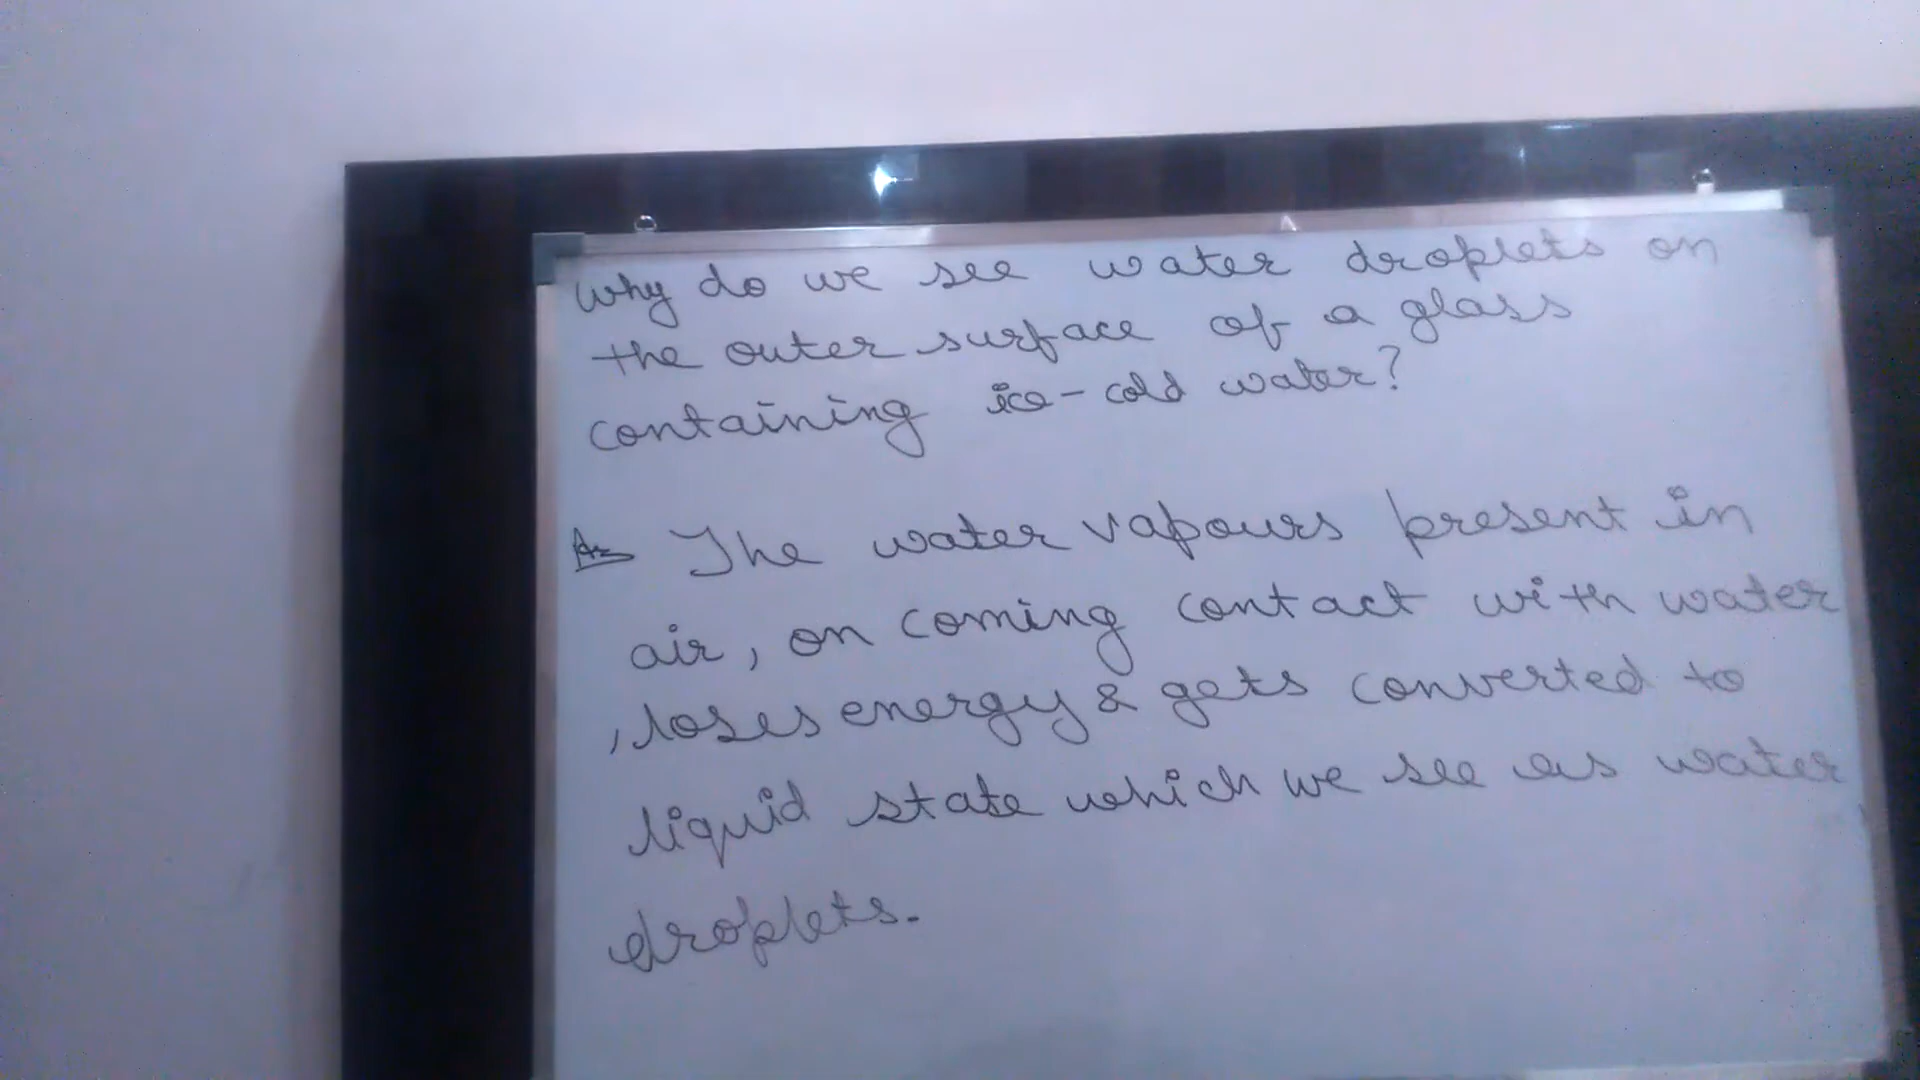 Why do we see water droplets on
the outer surface of a glass
containing ice-cold water?
Ans The water vapours present in
air, on coming contact with water
, loses energy & gets converted to
liquid state which we see as water
droplets.